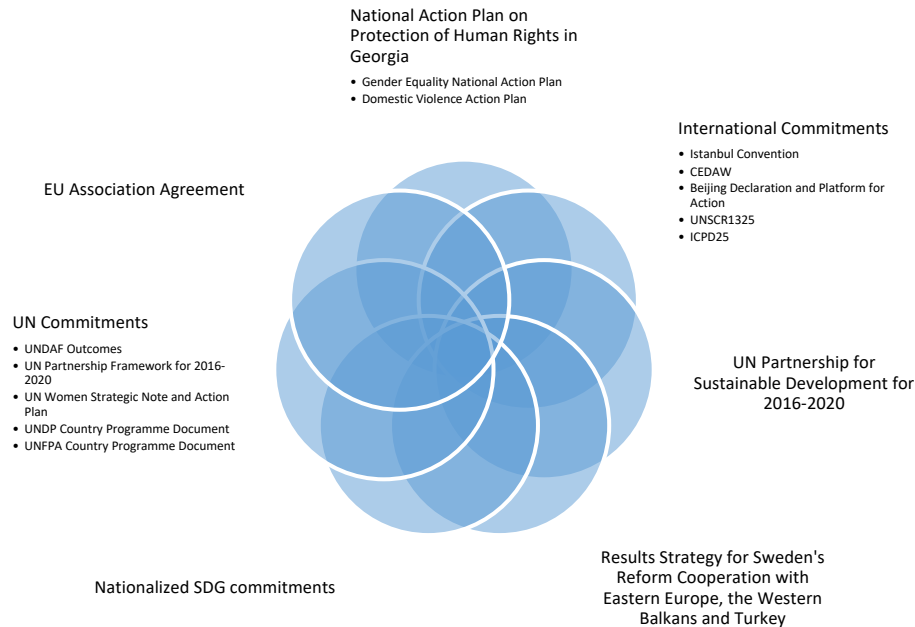 National Action Plan on
Protection of Human Rights in
Georgia
• Gender Equality National Action Plan
• Domestic Violence Action Plan
International Commitments
• Istanbul Convention
• CEDAW
• Beijing Declaration and Platform for
Action
• UNSCR1325
• ICPD25
UN Partnership for
Sustainable Development for
2016-2020
Results Strategy for Sweden's
Reform Cooperation with
Eastern Europe, the Western
Balkans and Turkey
Nationalized SDG commitments
UN Commitments
• UNDAF Outcomes
• UN Partnership Framework for 2016-
2020
• UN Women Strategic Note and Action
Plan
• UNDP Country Programme Document
• UNFPA Country Programme Document
EU Association Agreement